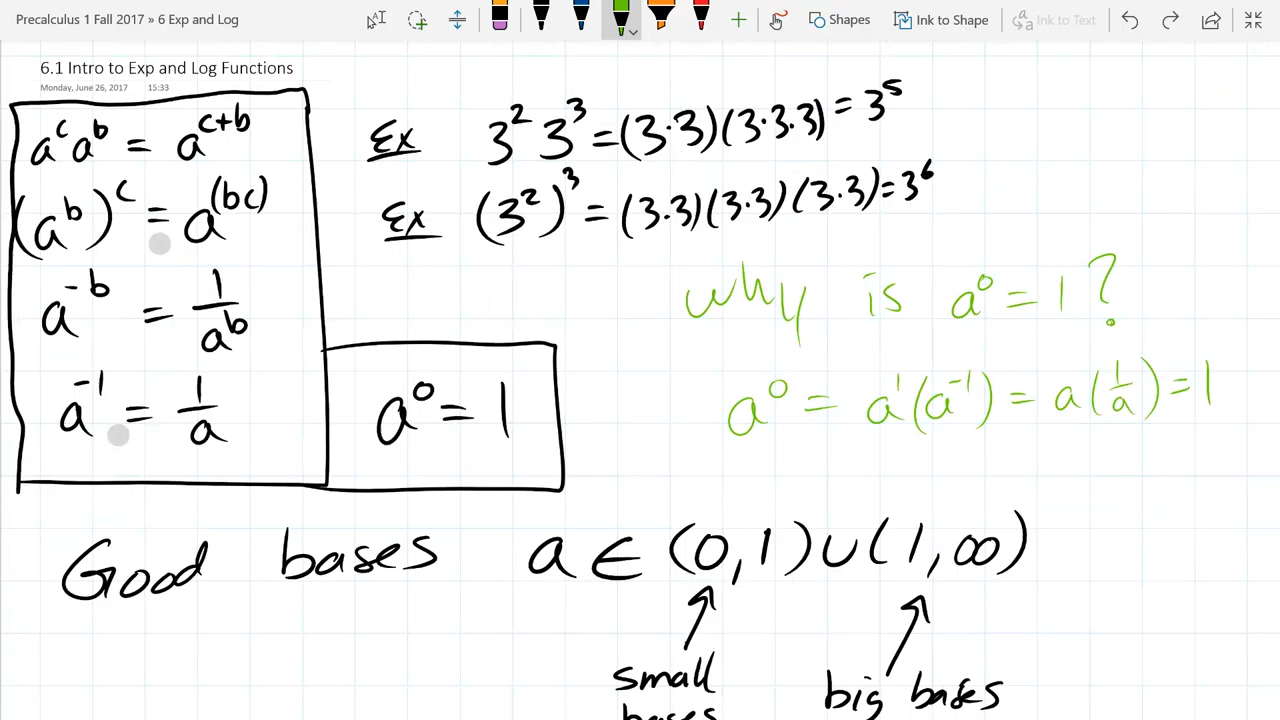 Precalculus 1 Fall 2017 » 6 Exp and Log
Shapes
Ink to Shape
Ink to Text
6.1 Intro to Exp and Log Functions
Monday, June 26, 2017 15:33
a^c a^b = a^(c+b)
(a^b)^c = a^(bc)
a^-b = 1/a^b
a^-1 = 1/a
a^0 = 1
Ex 3^2 3^3 = (3·3)(3·3·3) = 3^5
Ex (3^2)^3 = (3·3)(3·3)(3·3) = 3^6
why is a^0 = 1?
a^0 = a^1(a^-1) = a(1/a) = 1
Good bases a ∈ (0,1) ∪ (1,∞)
small
bases
big bases